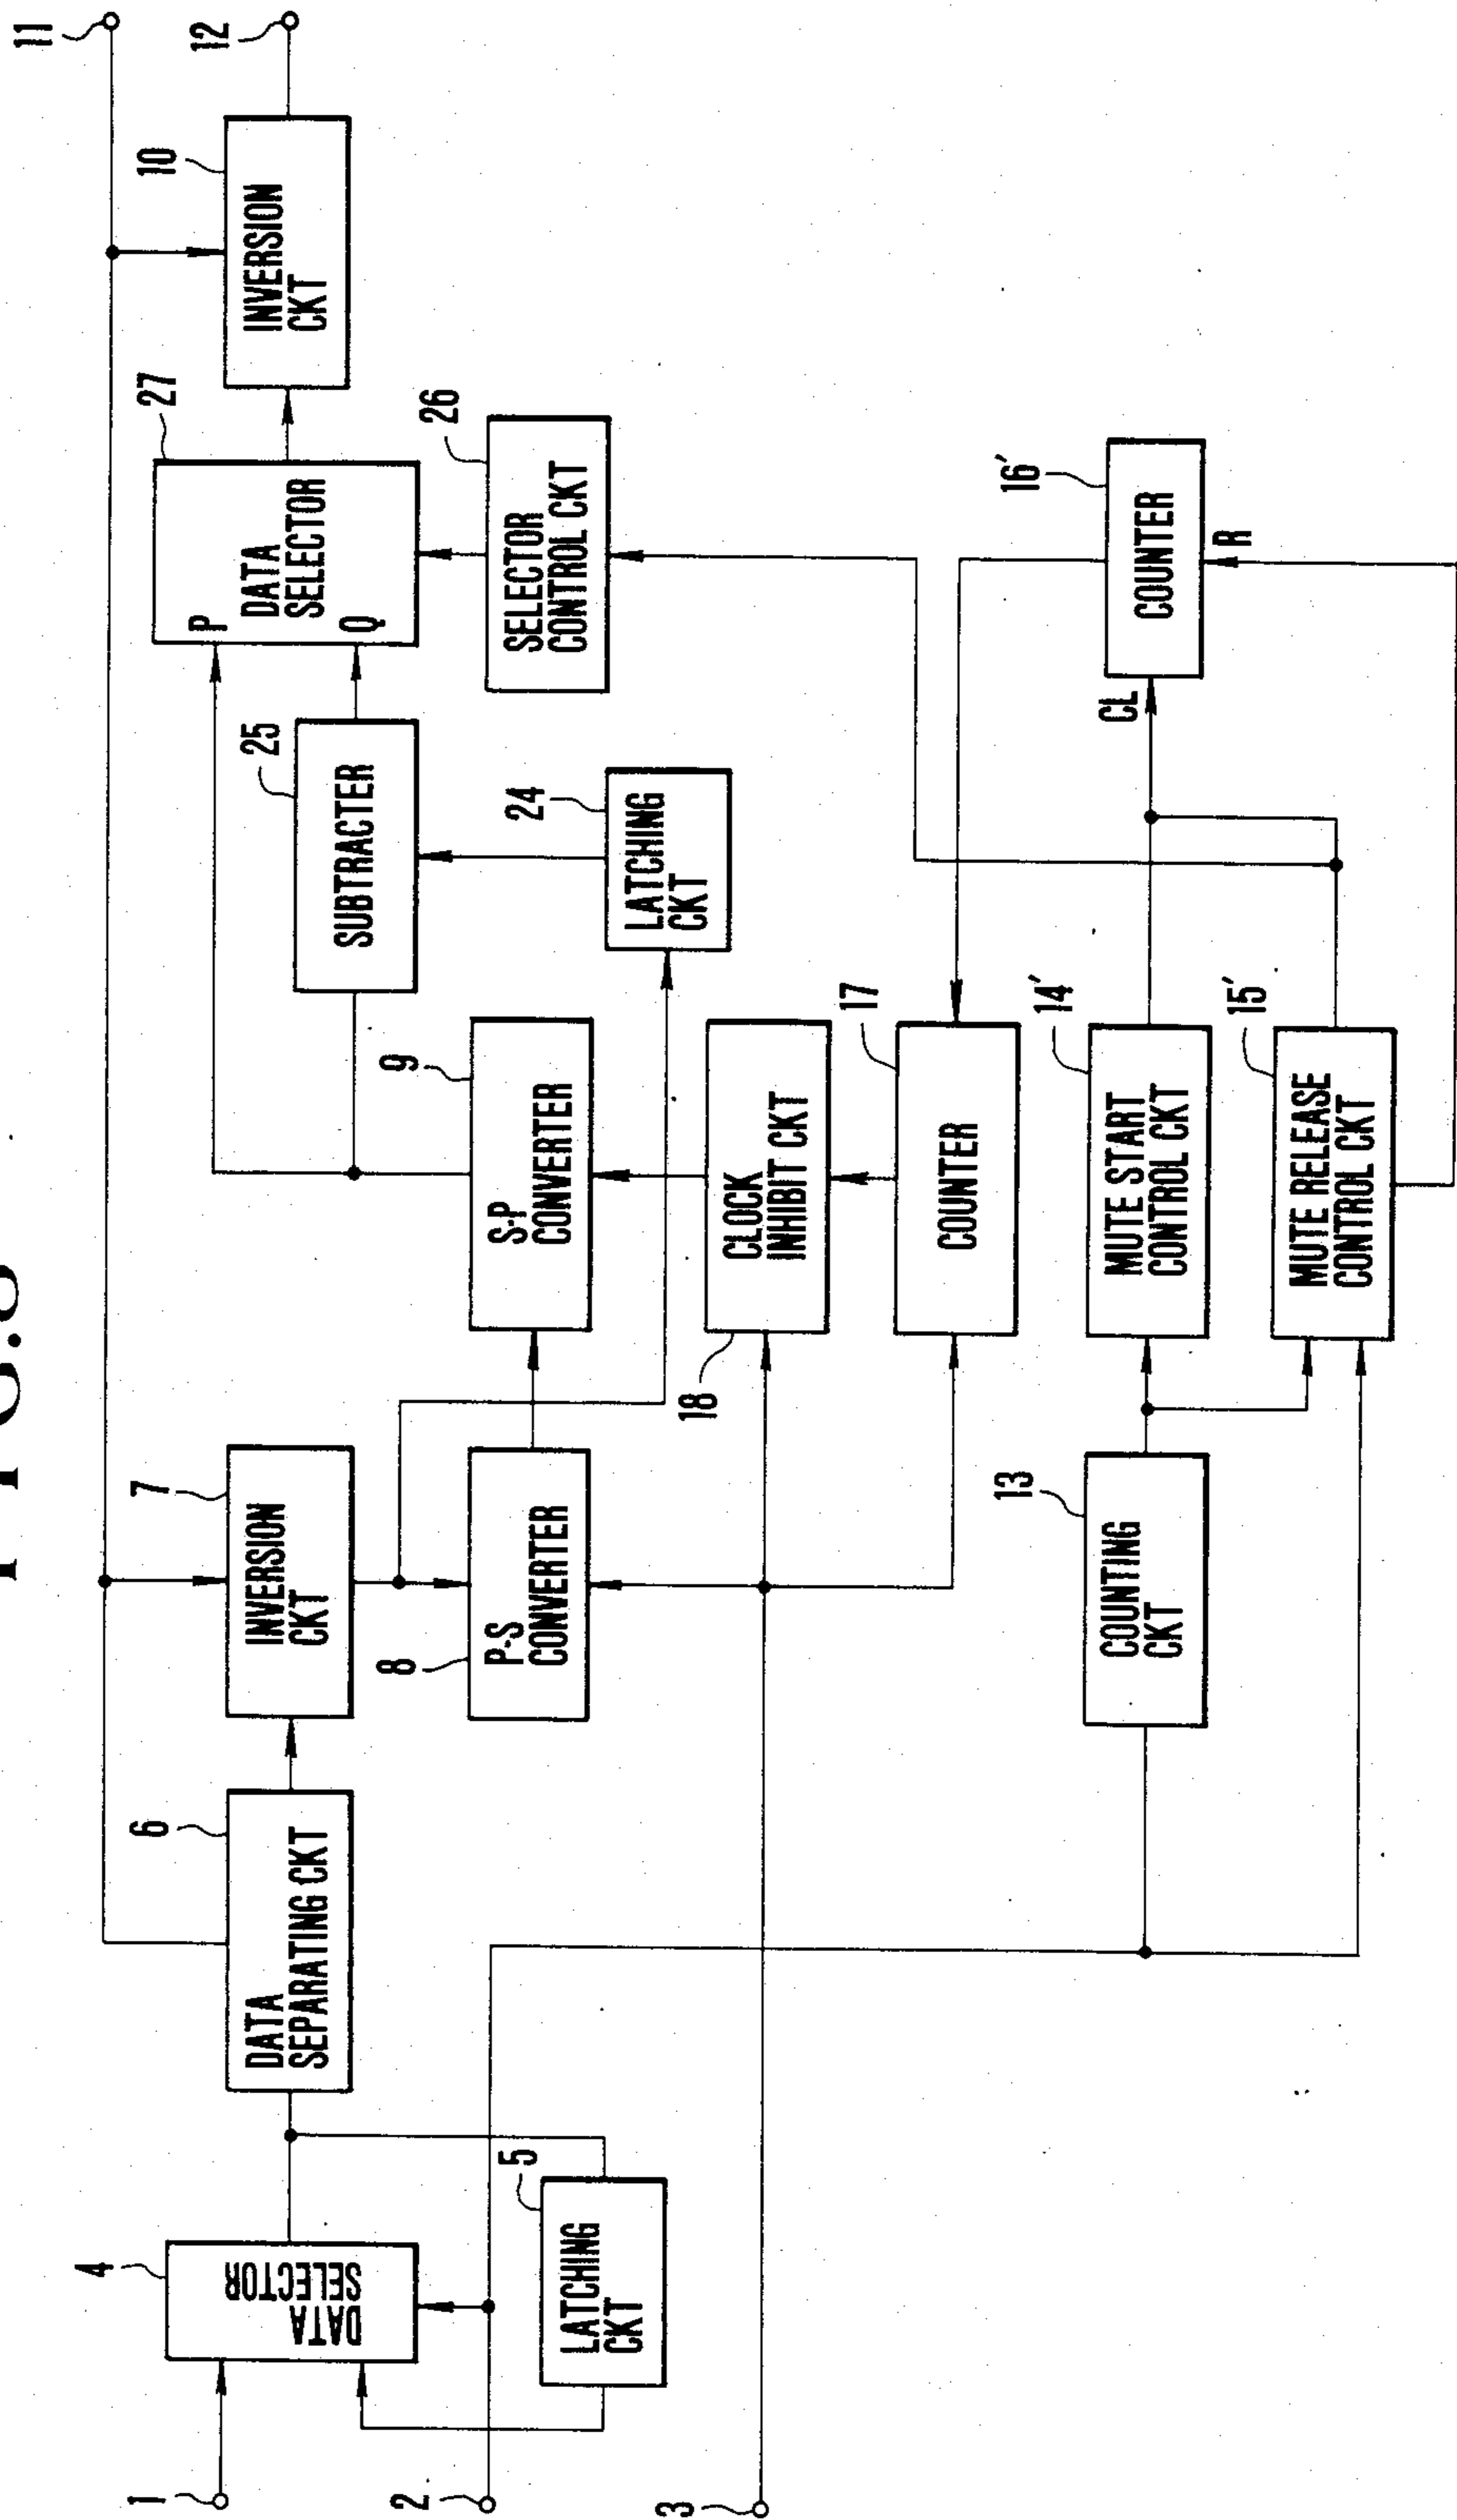 11
12
10
INVERSION
CKT
27
P
DATA
SELECTOR
Q
26
SELECTOR
CONTROL CKT
16'
COUNTER
R
CL
25
SUBTRACTER
24
LATCHING
CKT
9
S-P
CONVERTER
CLOCK
INHIBIT CKT
18
17
COUNTER
14'
MUTE START
CONTROL CKT
15'
MUTE RELEASE
CONTROL CKT
7
INVERSION
CKT
8
P-S
CONVERTER
13
COUNTING
CKT
6
DATA
SEPARATING CKT
4
DATA
SELECTOR
5
LATCHING
CKT
1
2
3